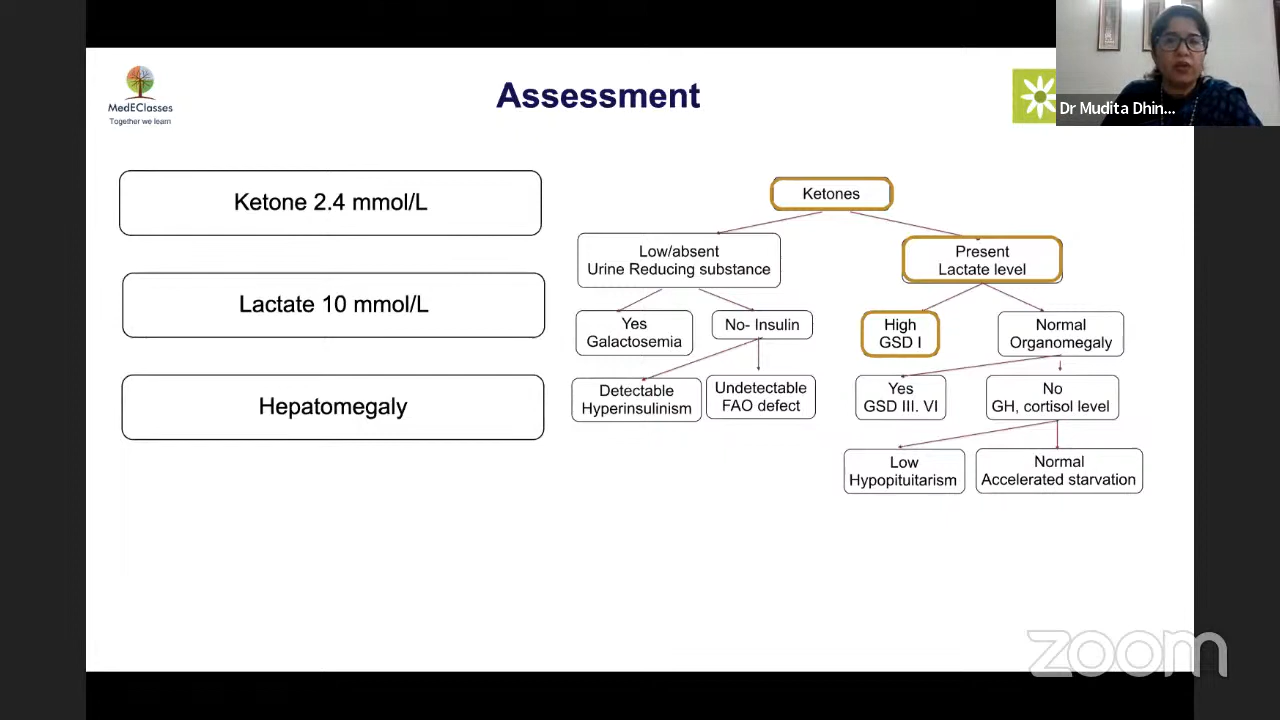 MedEClasses
Together we learn
Assessment
Dr Mudita Dhin...
Ketone 2.4 mmol/L
Lactate 10 mmol/L
Hepatomegaly
Ketones
Low/absent
Urine Reducing substance
Present
Lactate level
Yes
Galactosemia
No- Insulin
High
GSD I
Normal
Organomegaly
Detectable
Hyperinsulinism
Undetectable
FAO defect
Yes
GSD III. VI
No
GH, cortisol level
Low
Hypopituitarism
Normal
Accelerated starvation
zoom